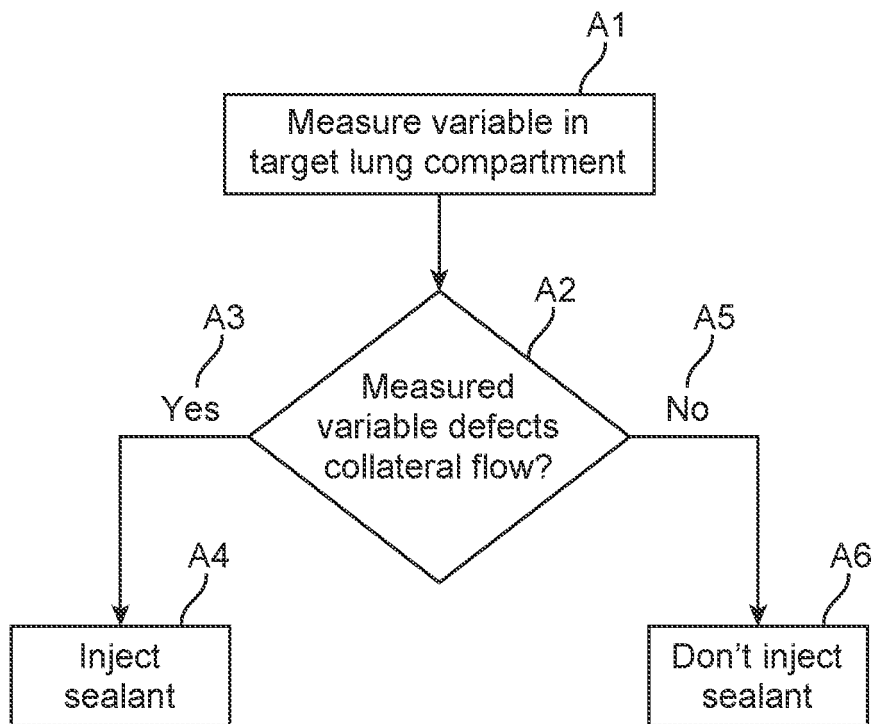 A1
Measure variable in
target lung compartment
A2
A3
Yes
Measured
variable defects
collateral flow?
A5
No
A4
Inject
sealant
A6
Don't inject
sealant